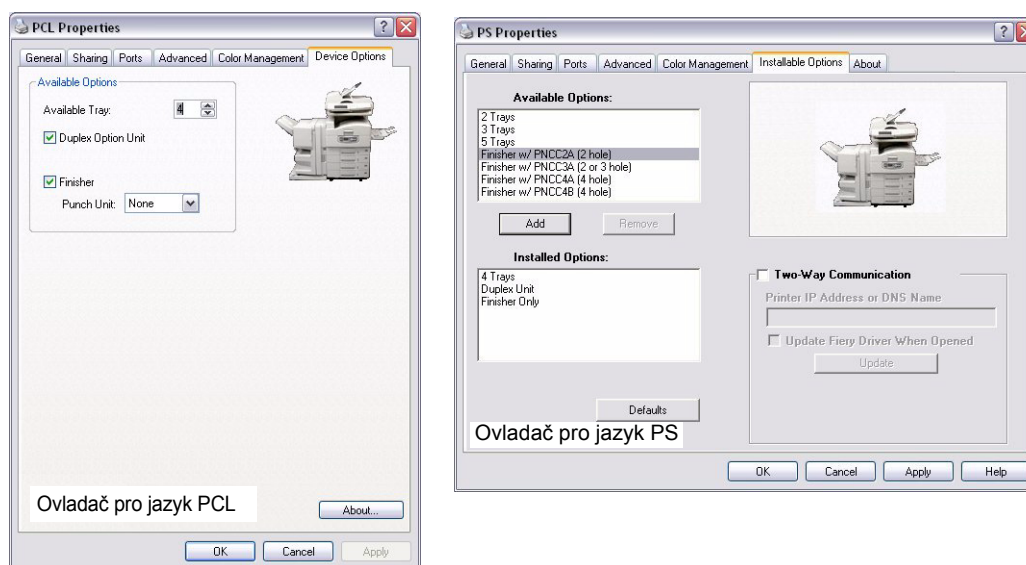 PCL Properties
General Sharing Ports Advanced Color Management Device Options
Available Options
Available Tray: 4
Duplex Option Unit
Finisher
Punch Unit: None
Ovladač pro jazyk PCL
About...
OK Cancel Apply
PS Properties
General Sharing Ports Advanced Color Management Installable Options About
Available Options:
2 Trays
3 Trays
5 Trays
Finisher w/ PNCC2A (2 hole)
Finisher w/ PNCC3A (2 or 3 hole)
Finisher w/ PNCC4A (4 hole)
Finisher w/ PNCC4B (4 hole)
Add Remove
Installed Options:
4 Trays
Duplex Unit
Finisher Only
Defaults
Ovladač pro jazyk PS
Two-Way Communication
Printer IP Address or DNS Name
Update Fiery Driver When Opened
Update
OK Cancel Apply Help